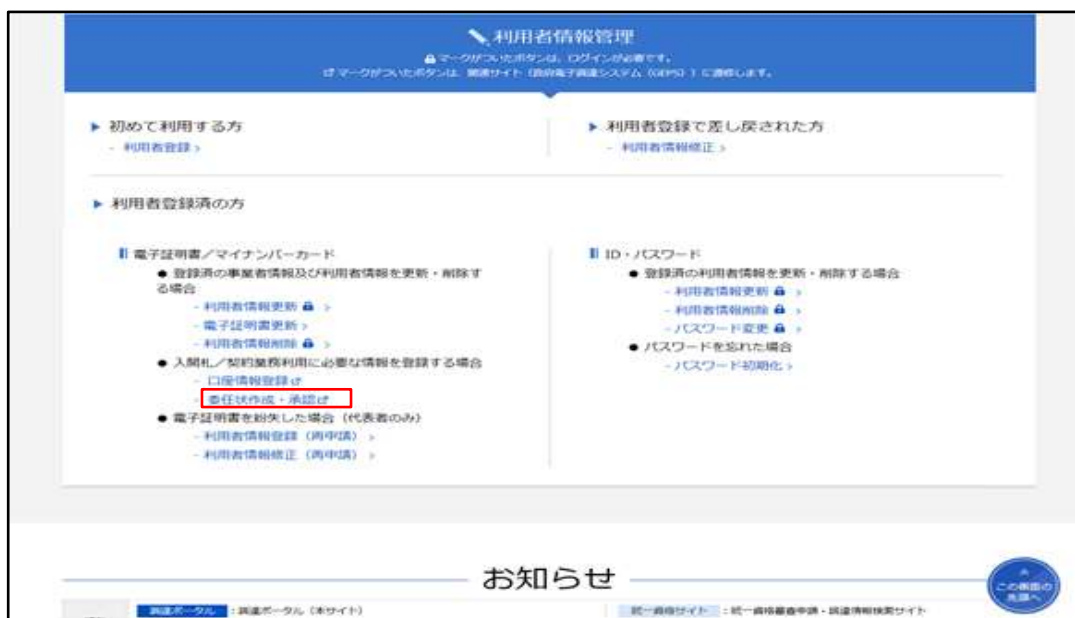 利用者情報管理
マークがついたボタンは、ログインが必要です。
マークがついたボタンは、関連サイト(政府電子調達システム(GEPS))に遷移します。
初めて利用する方
- 利用者登録 >
利用者登録で差し戻された方
- 利用者情報修正 >
利用者登録済の方
電子証明書/マイナンバーカード
● 登録済の事業者情報及び利用者情報を更新・削除す
る場合
- 利用者情報更新 >
- 電子証明書更新 >
- 利用者情報削除 >
● 入開札/契約業務利用に必要な情報を登録する場合
- 口座情報登録
- 委任状作成・承認
● 電子証明書を紛失した場合(代表者のみ)
- 利用者情報登録(再申請) >
- 利用者情報修正(再申請) >
ID・パスワード
● 登録済の利用者情報を更新・削除する場合
- 利用者情報更新 >
- 利用者情報削除 >
- パスワード変更 >
● パスワードを忘れた場合
- パスワード初期化 >
お知らせ
この画面の
先頭へ
調達ポータル :調達ポータル(本サイト)
統一資格サイト :統一資格審査申請・調達情報検索サイト